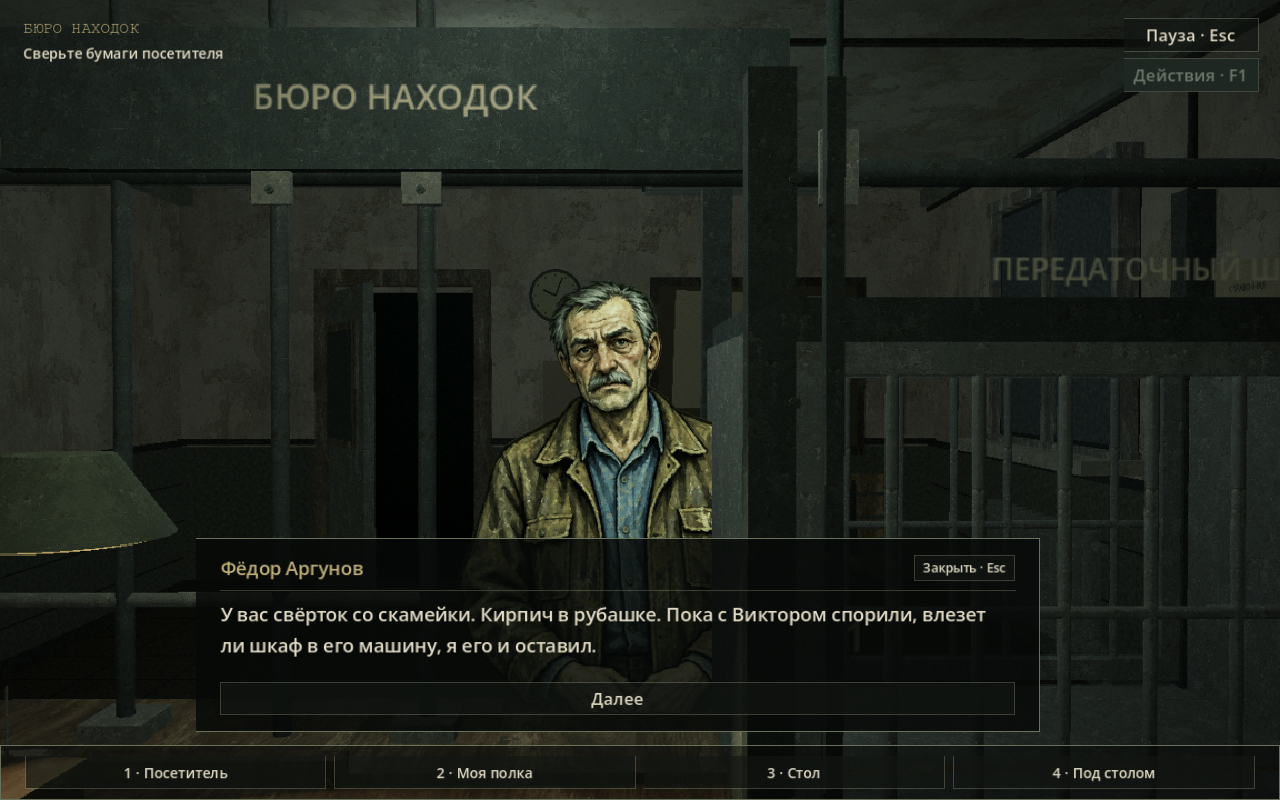 БЮРО НАХОДОК
Сверьте бумаги посетителя
Пауза · Esc
Действия · F1
БЮРО НАХОДОК
ПЕРЕДАТОЧНЫЙ
Фёдор Аргунов
Закрыть · Esc
У вас свёрток со скамейки. Кирпич в рубашке. Пока с Виктором спорили, влезет
ли шкаф в его машину, я его и оставил.
Далее
1 · Посетитель
2 · Моя полка
3 · Стол
4 · Под столом